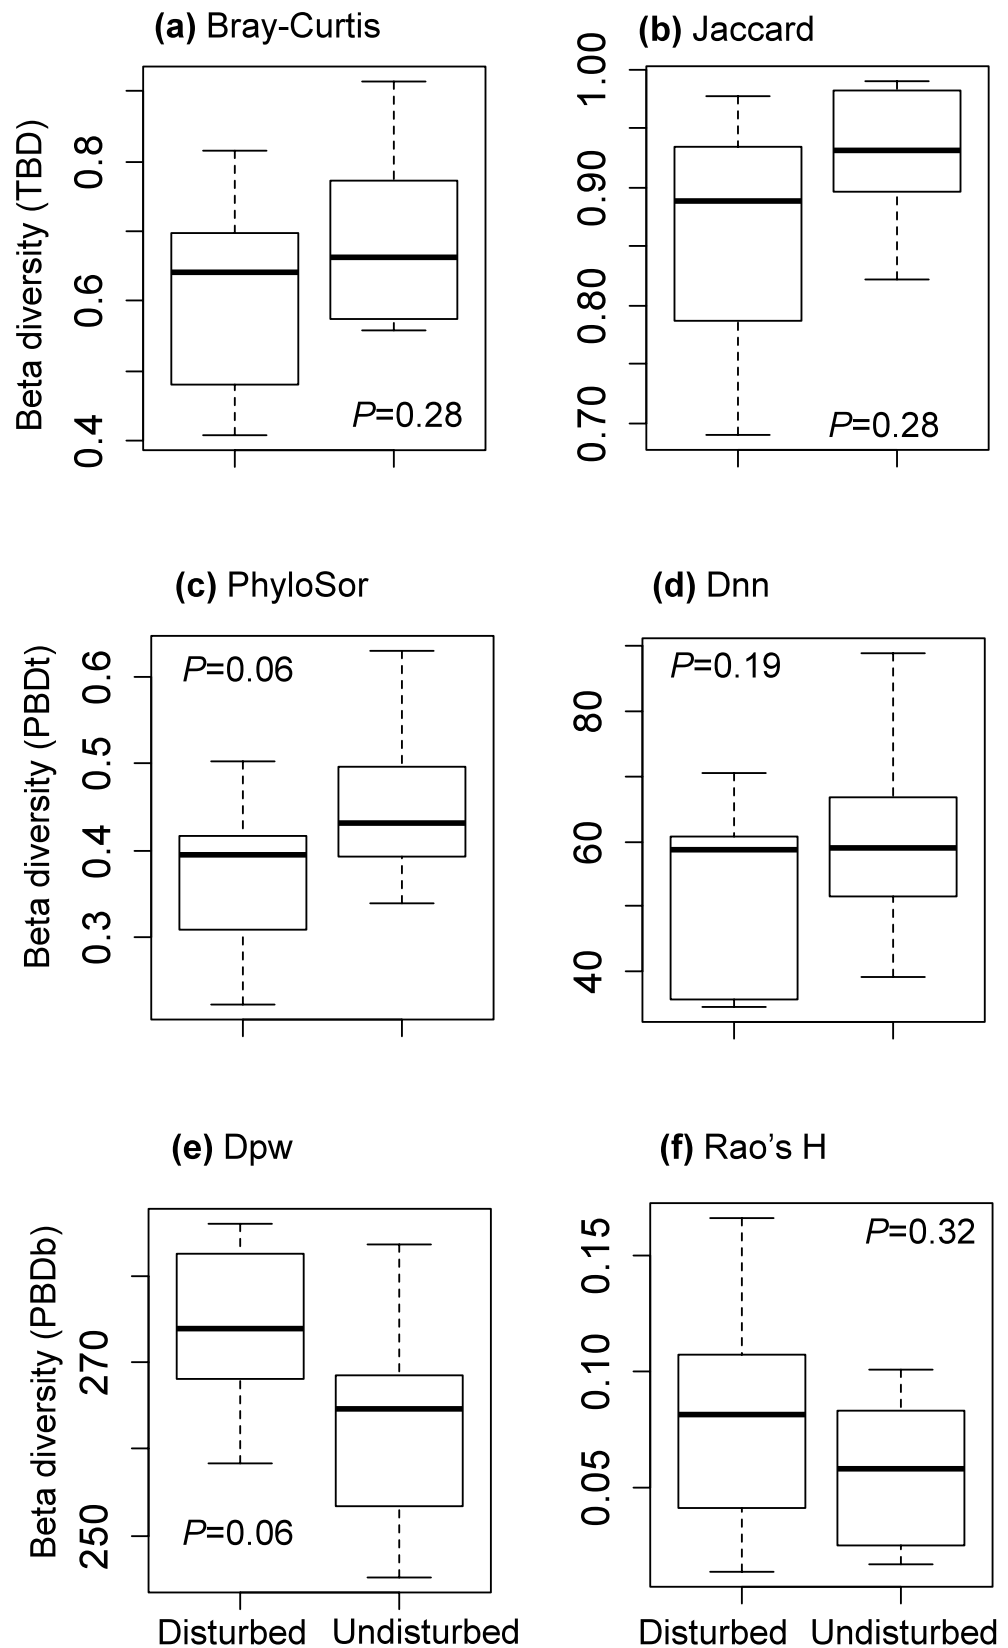 (a) Bray-Curtis
Beta diversity (TBD)
0.8
0.6
0.4
P=0.28
(b) Jaccard
1.00
0.90
0.80
0.70
P=0.28
(c) PhyloSor
Beta diversity (PBDt)
0.6
0.5
0.4
0.3
P=0.06
(d) Dnn
80
60
40
P=0.19
(e) Dpw
Beta diversity (PBDb)
270
250
P=0.06
Disturbed Undisturbed
(f) Rao’s H
0.15
0.10
0.05
P=0.32
Disturbed Undisturbed